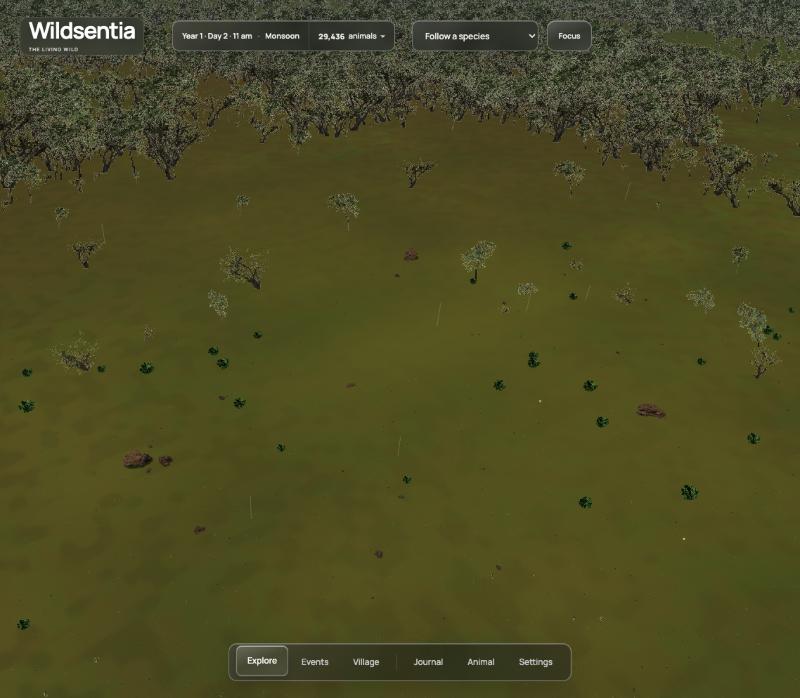 Wildsentia
THE LIVING WILD
Year 1 · Day 2 · 11 am · Monsoon 29,436 animals
Follow a species
Focus
Explore Events Village Journal Animal Settings